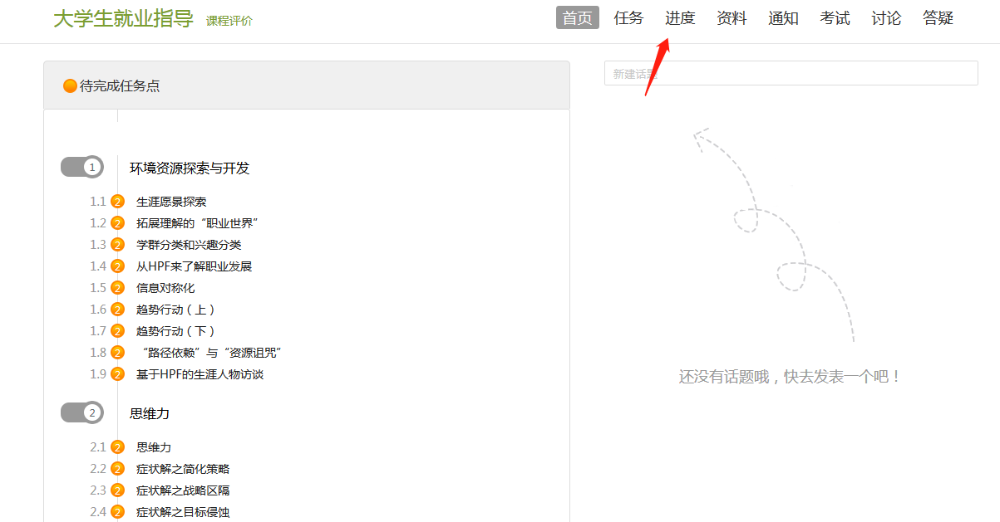 大学生就业指导 课程评价
首页 任务 进度 资料 通知 考试 讨论 答疑
待完成任务点
新建话题
1 环境资源探索与开发
1.1 2 生涯愿景探索
1.2 2 拓展理解的“职业世界”
1.3 2 学群分类和兴趣分类
1.4 2 从HPF来了解职业发展
1.5 2 信息对称化
1.6 2 趋势行动（上）
1.7 2 趋势行动（下）
1.8 2 “路径依赖”与“资源诅咒”
1.9 2 基于HPF的生涯人物访谈
2 思维力
2.1 2 思维力
2.2 2 症状解之简化策略
2.3 2 症状解之战略区隔
2.4 2 症状解之目标侵蚀
还没有话题哦，快去发表一个吧！